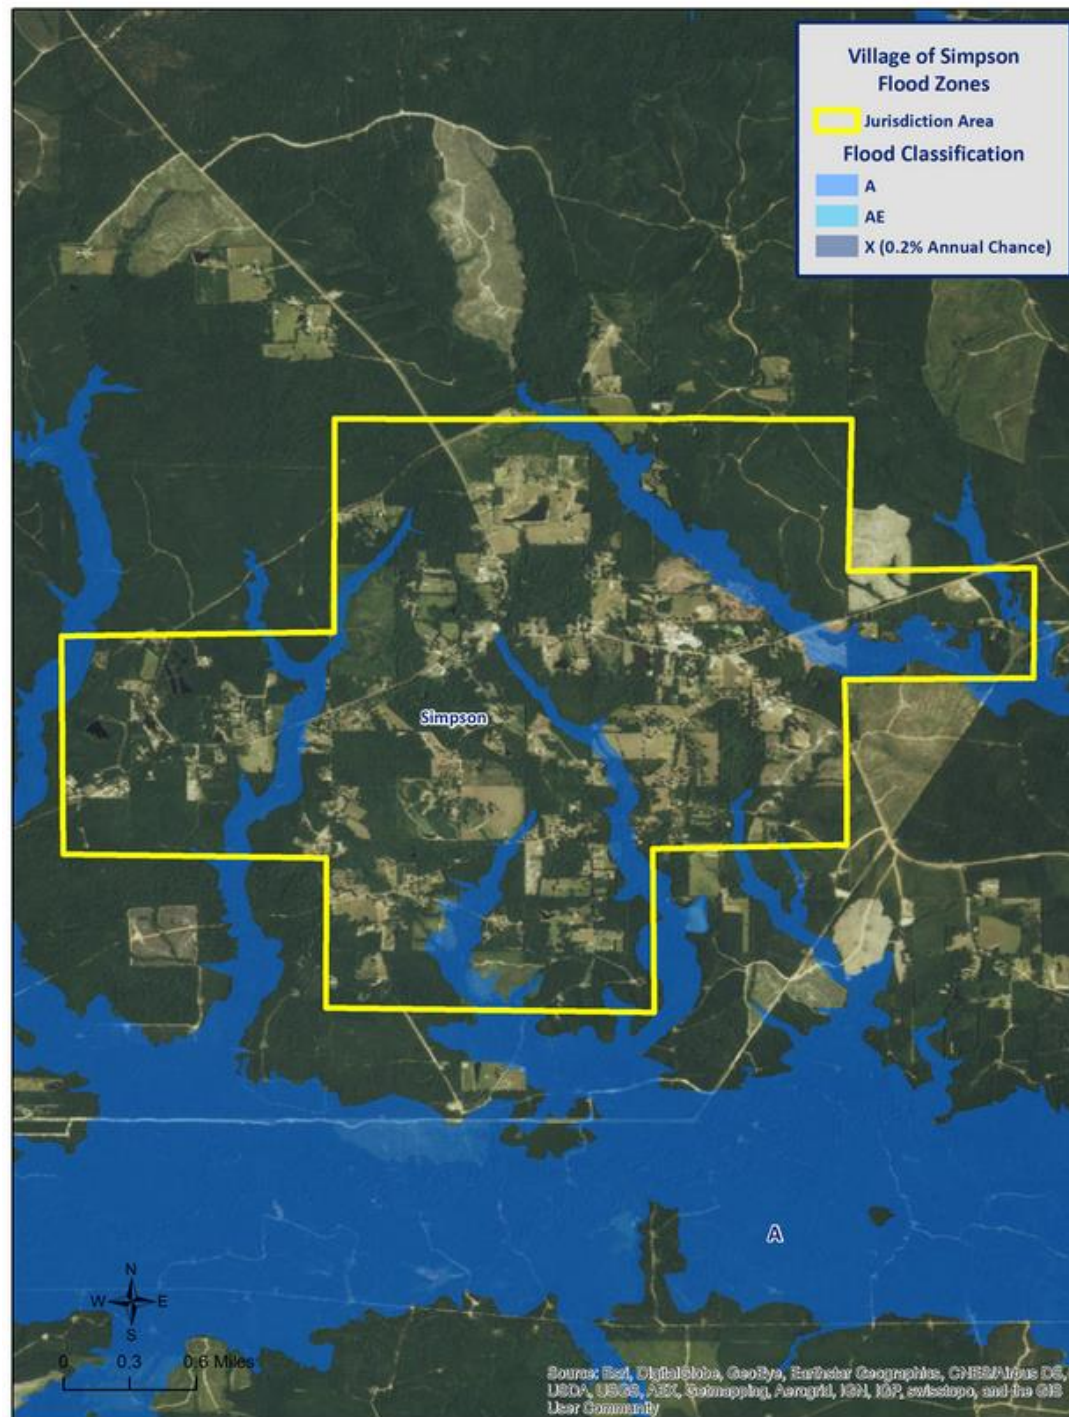 Village of Simpson
Flood Zones
Jurisdiction Area
Flood Classification
A
AE
X (0.2% Annual Chance)
Simpson
A
N
W E
S
0 0.3 0.6 Miles
Source: Esri, DigitalGlobe, GeoEye, Earthstar Geographics, CNES/Airbus DS,
USDA, USGS, AEX, Getmapping, Aerogrid, IGN, IGP, swisstopo, and the GIS
User Community